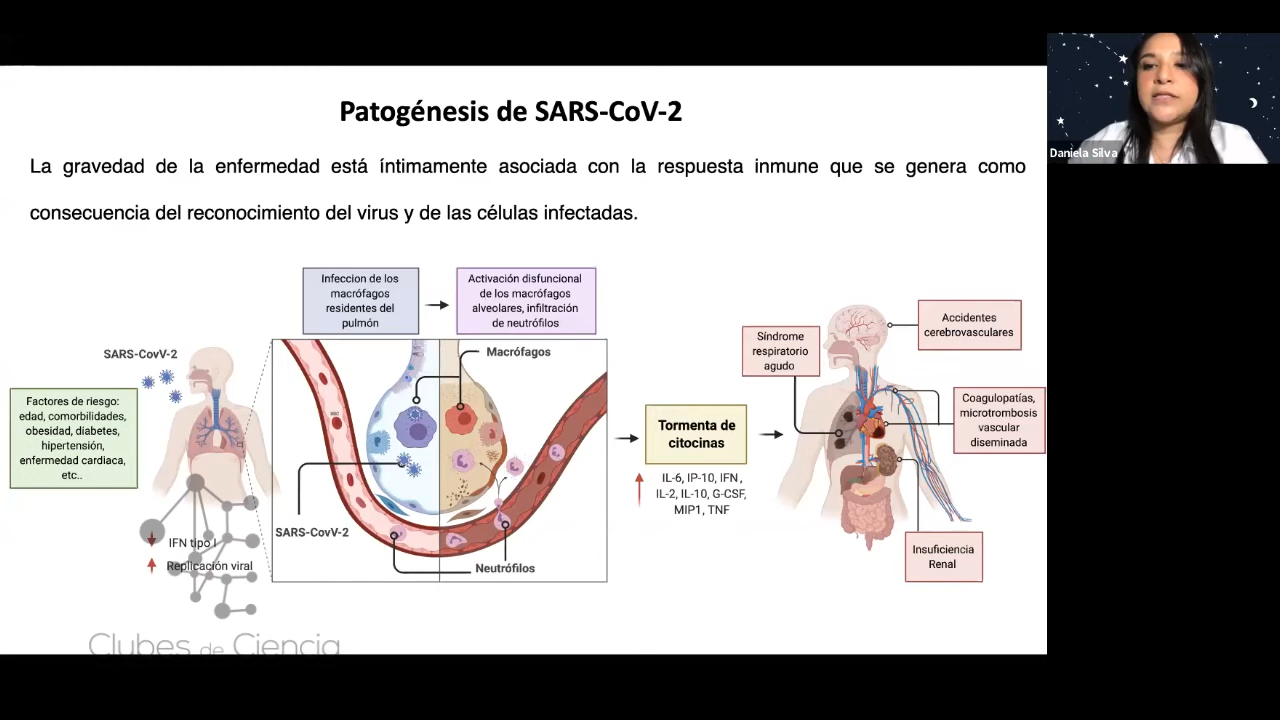 Patogénesis de SARS-CoV-2
La gravedad de la enfermedad está íntimamente asociada con la respuesta inmune que se genera como
consecuencia del reconocimiento del virus y de las células infectadas.
Daniela Silva
Infeccion de los
macrófagos
residentes del
pulmón
Activación disfuncional
de los macrófagos
alveolares, infiltración
de neutrófilos
SARS-CovV-2
Factores de riesgo:
edad, comorbilidades,
obesidad, diabetes,
hipertensión,
enfermedad cardiaca,
etc..
IFN tipo I
Replicación viral
Macrófagos
SARS-CovV-2
Neutrófilos
Tormenta de
citocinas
IL-6, IP-10, IFN ,
IL-2, IL-10, G-CSF,
MIP1, TNF
Síndrome
respiratorio
agudo
Accidentes
cerebrovasculares
Coagulopatías,
microtrombosis
vascular
diseminada
Insuficiencia
Renal
Clubes de Ciencia